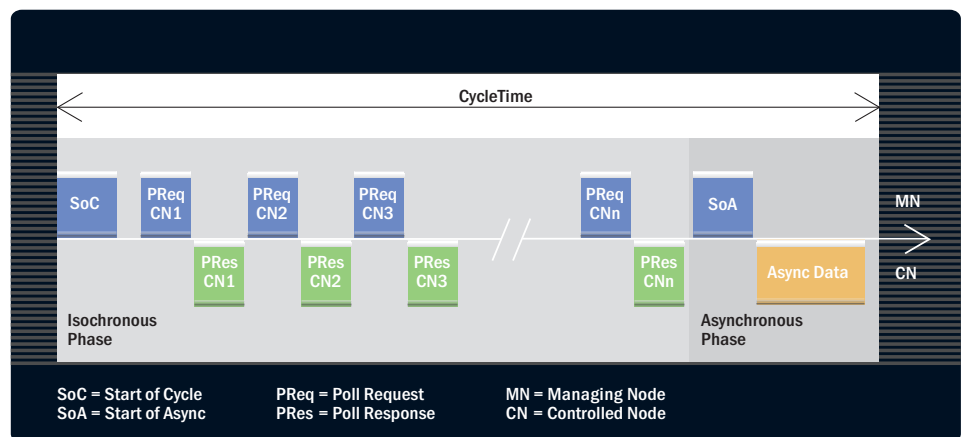 CycleTime
SoC
PReq
CN1
PReq
CN2
PReq
CN3
PReq
CNn
SoA
MN
PRes
CN1
PRes
CN2
PRes
CN3
PRes
CNn
Async Data
CN
Isochronous
Phase
Asynchronous
Phase
SoC = Start of Cycle
SoA = Start of Async
PReq = Poll Request
PRes = Poll Response
MN = Managing Node
CN = Controlled Node